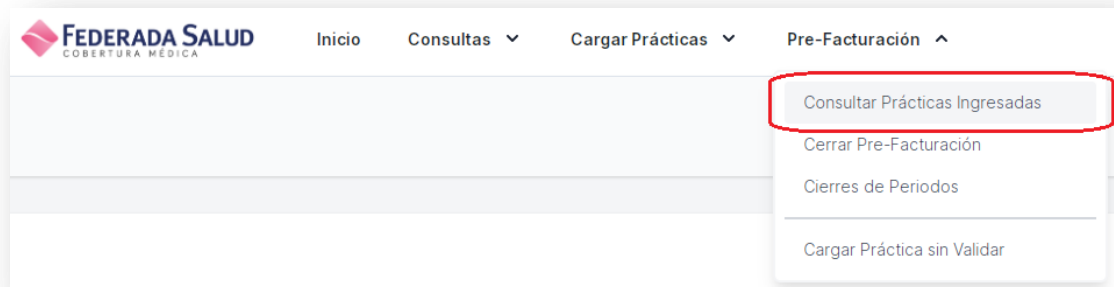 FEDERADA SALUD
COBERTURA MÉDICA
Inicio
Consultas
Cargar Prácticas
Pre-Facturación
Consultar Prácticas Ingresadas
Cerrar Pre-Facturación
Cierres de Periodos
Cargar Práctica sin Validar